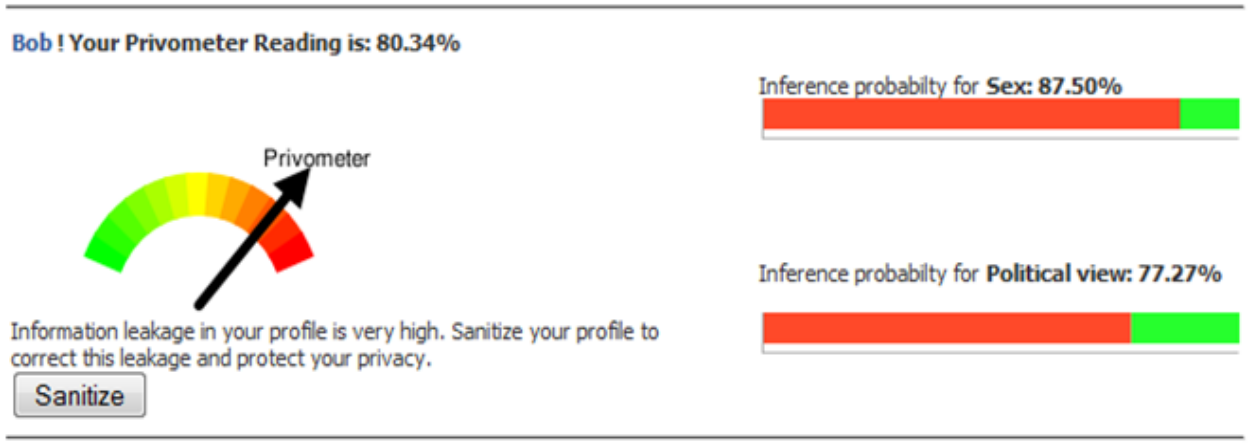 Bob ! Your Privometer Reading is: 80.34%
Privometer
Information leakage in your profile is very high. Sanitize your profile to
correct this leakage and protect your privacy.
Sanitize
Inference probabilty for Sex: 87.50%
Inference probabilty for Political view: 77.27%